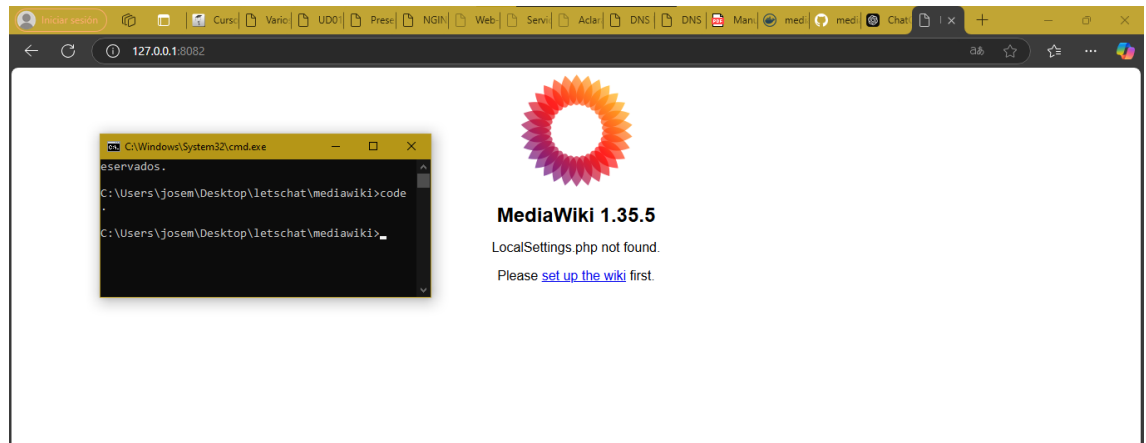 Iniciar sesión
Curso
Vario
UD01
Prese
NGIN
Web-
Servi
Aclar
DNS
DNS
Manu
medi
medi
Chat
127.0.0.1:8082
C:\Windows\System32\cmd.exe
eservados.
C:\Users\josem\Desktop\letschat\mediawiki>code
.
C:\Users\josem\Desktop\letschat\mediawiki>
MediaWiki 1.35.5
LocalSettings.php not found.
Please set up the wiki first.